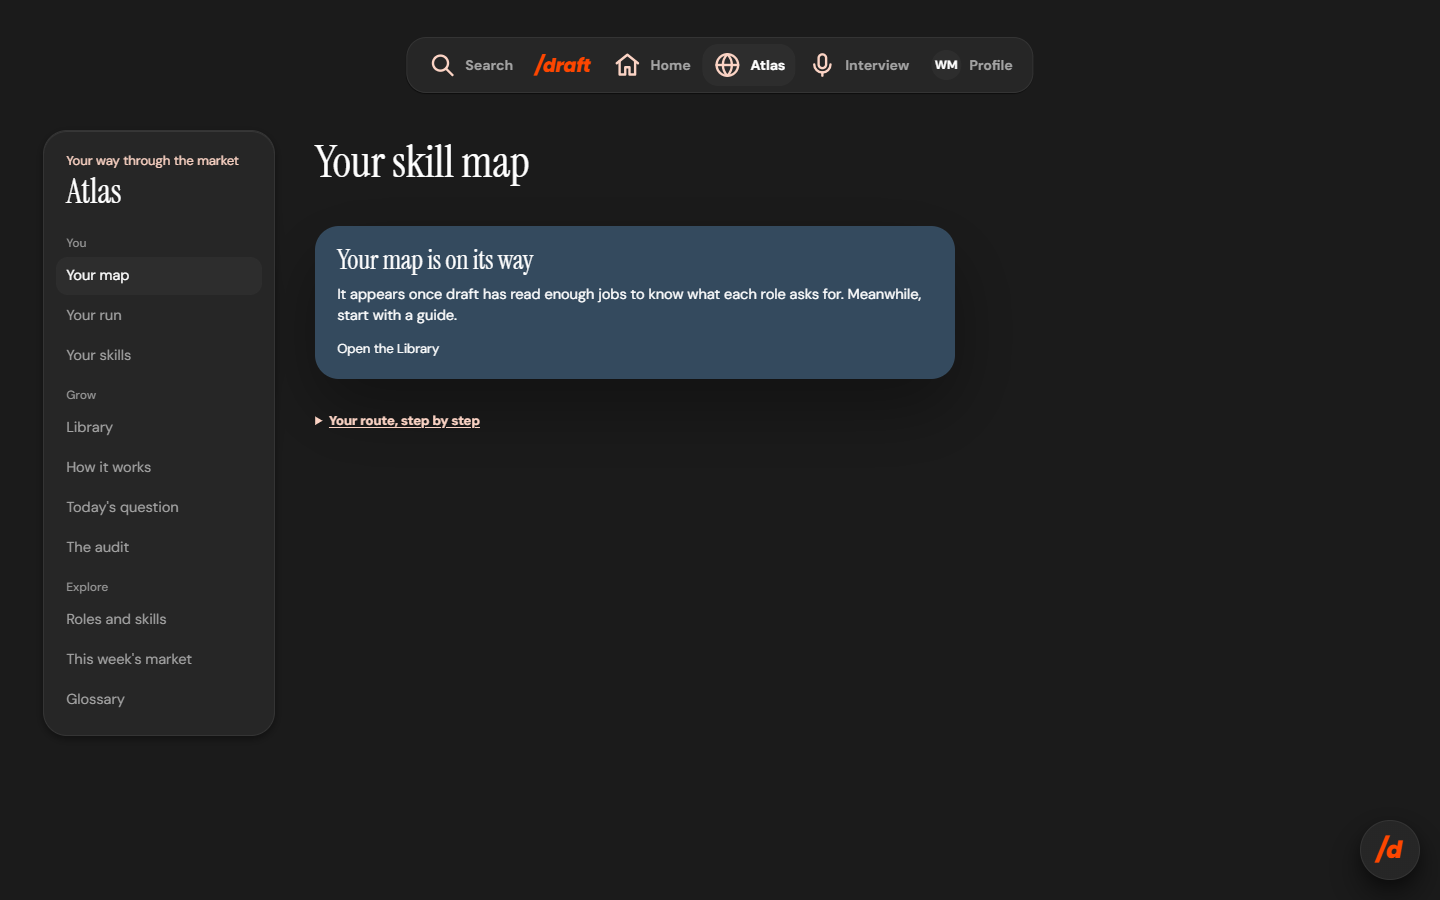 Search
/draft
Home
Atlas
Interview
WM
Profile
Your way through the market
Atlas
You
Your map
Your run
Your skills
Grow
Library
How it works
Today's question
The audit
Explore
Roles and skills
This week's market
Glossary
Your skill map
Your map is on its way
It appears once draft has read enough jobs to know what each role asks for. Meanwhile,
start with a guide.
Open the Library
Your route, step by step
/d